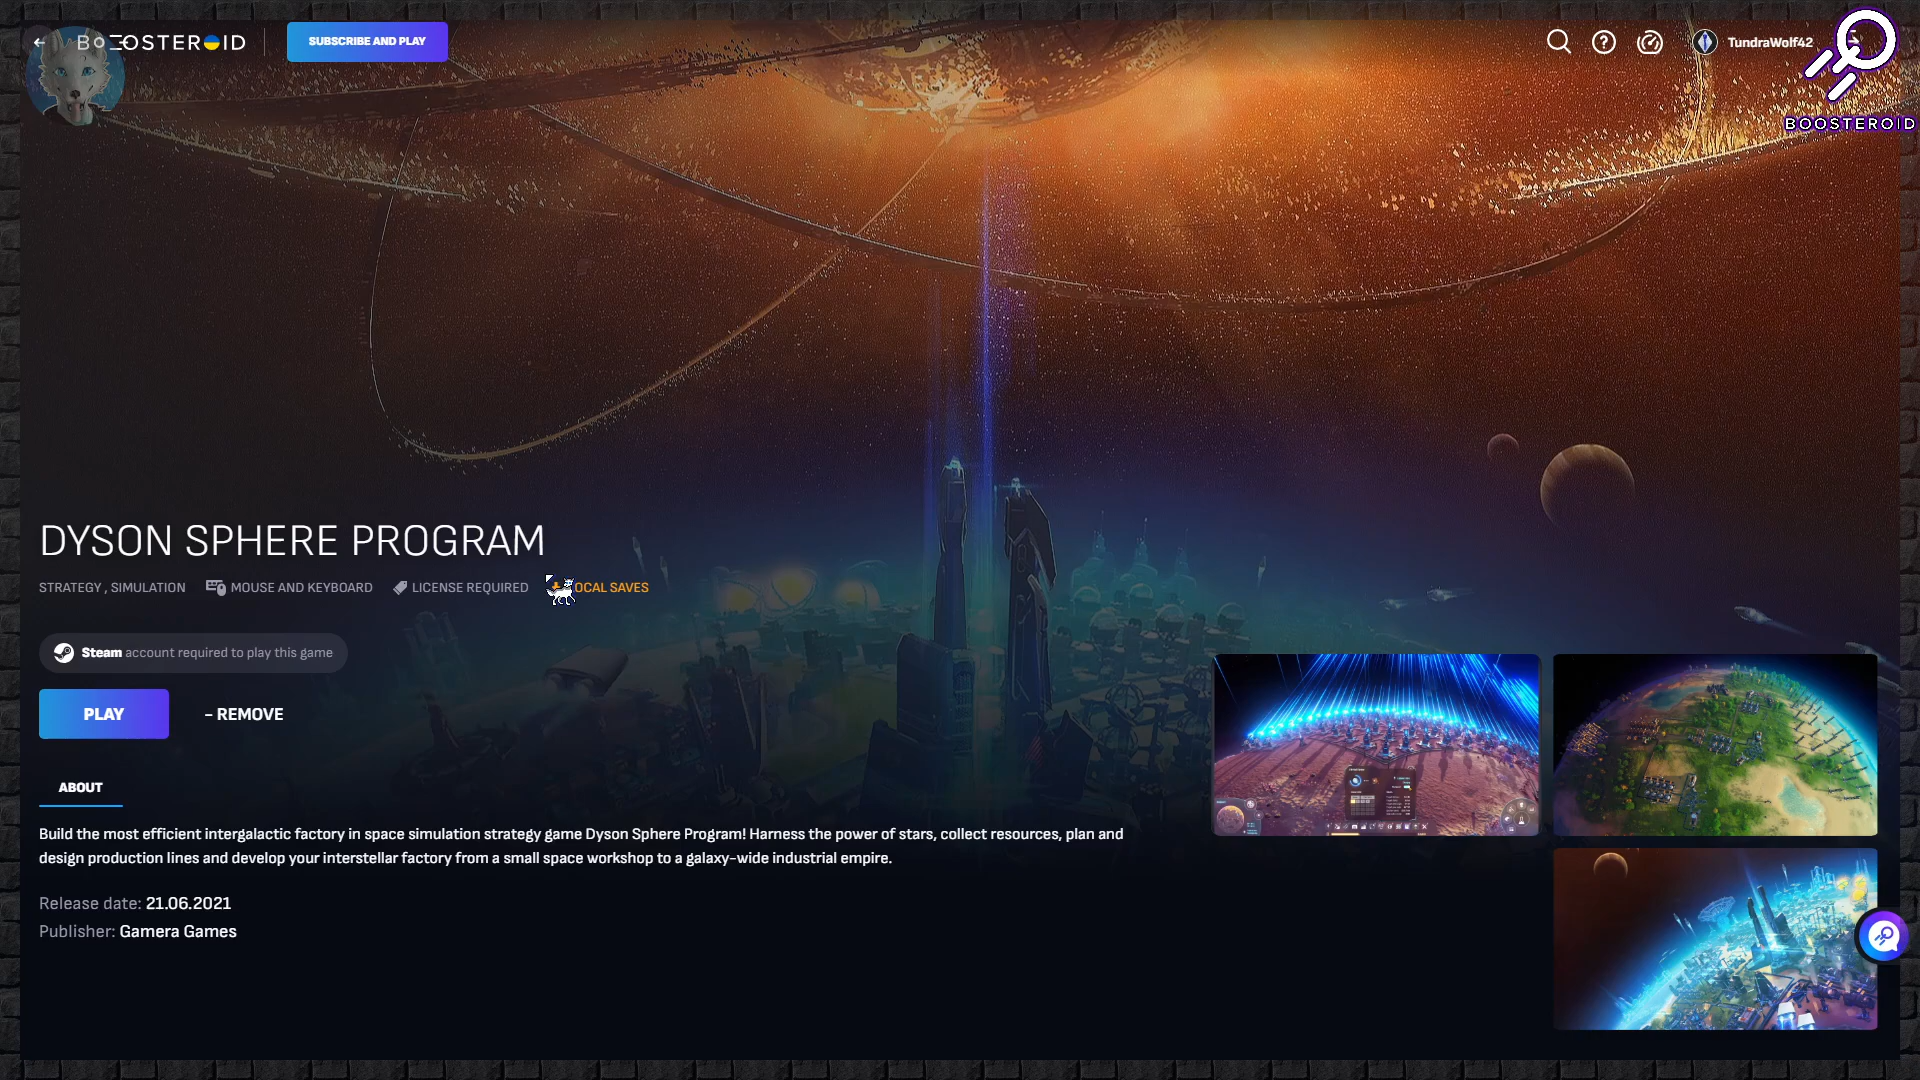 BOOSTEROID
SUBSCRIBE AND PLAY
TundraWolf42
BOOSTEROID
DYSON SPHERE PROGRAM
STRATEGY , SIMULATION MOUSE AND KEYBOARD LICENSE REQUIRED OCAL SAVES
Steam account required to play this game
PLAY - REMOVE
ABOUT
Build the most efficient intergalactic factory in space simulation strategy game Dyson Sphere Program! Harness the power of stars, collect resources, plan and
design production lines and develop your interstellar factory from a small space workshop to a galaxy-wide industrial empire.
Release date: 21.06.2021
Publisher: Gamera Games